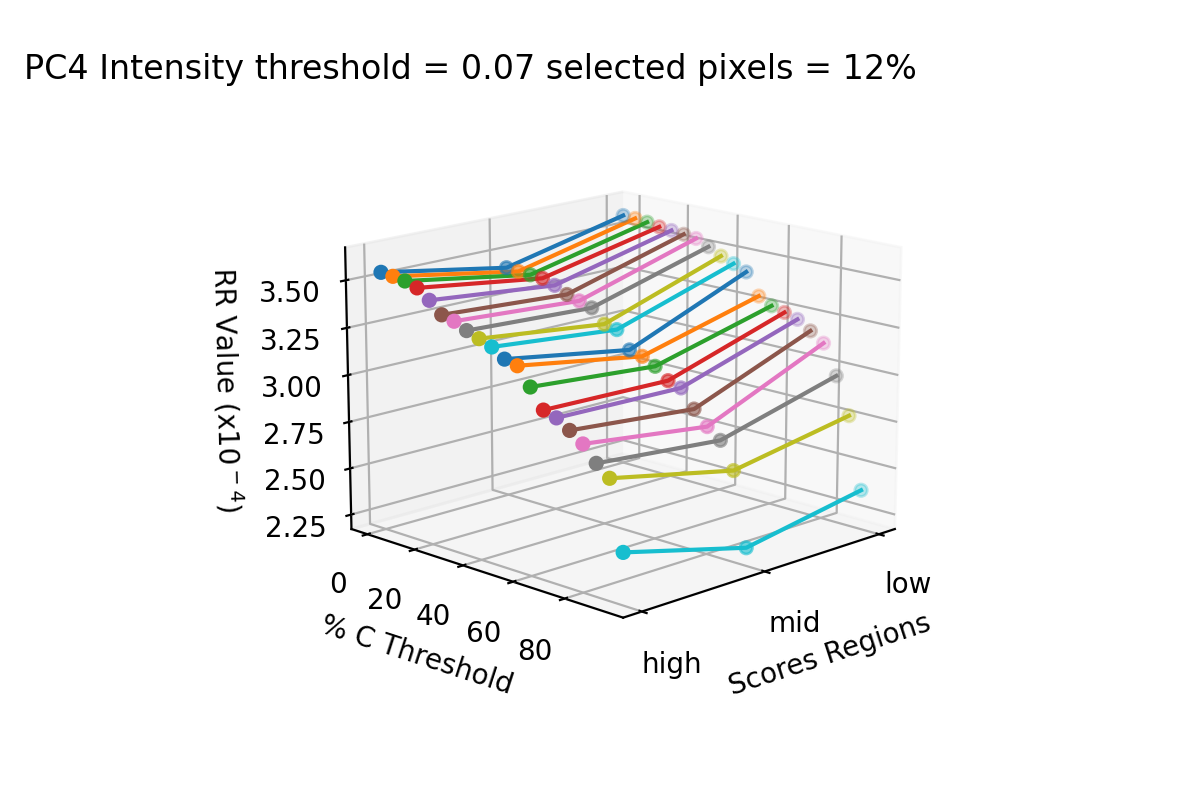 PC4 Intensity threshold = 0.07 selected pixels = 12%
RR Value (x10⁻⁴)
3.50
3.25
3.00
2.75
2.50
2.25
0
20
40
60
80
% C Threshold
high
mid
low
Scores Regions